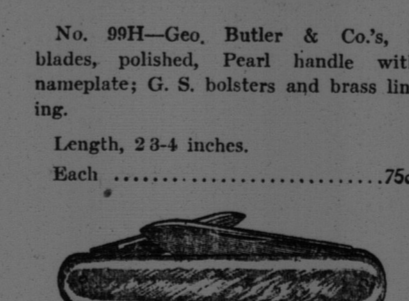 No. 99H—Geo. Butler & Co.'s,
blades, polished, Pearl handle wit
nameplate; G. S. bolsters and brass lin
ing.
Length, 2 3-4 inches.
Each ..............................75c